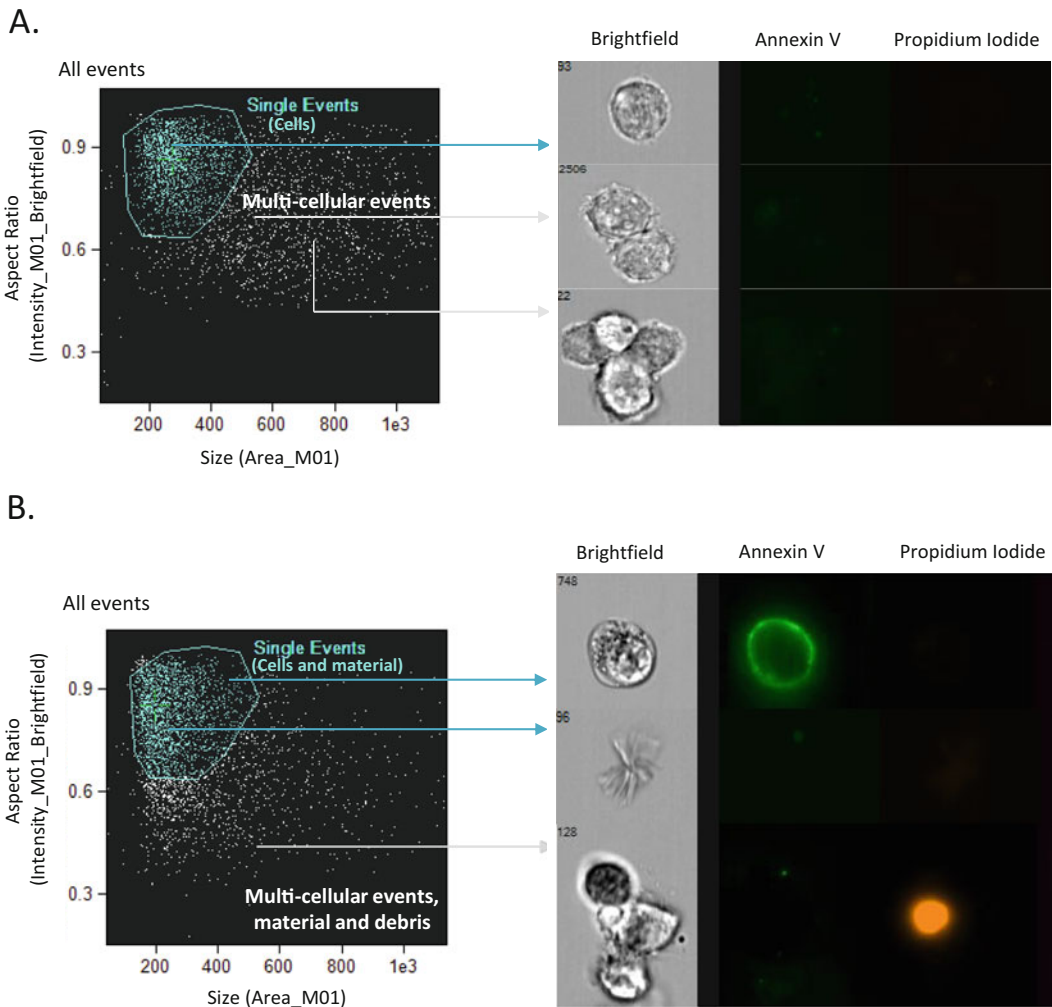 A.
Brightfield
Annexin V
Propidium Iodide
All events
93
Single Events
(Cells)
0.9
2506
Multi-cellular events
Aspect Ratio
(Intensity_M01_Brightfield)
0.6
22
0.3
200 400 600 800 1e3
Size (Area_M01)
B.
Brightfield
Annexin V
Propidium Iodide
748
All events
Single Events
(Cells and material)
0.9
96
Aspect Ratio
(Intensity_M01_Brightfield)
0.6
128
Multi-cellular events,
material and debris
0.3
200 400 600 800 1e3
Size (Area_M01)